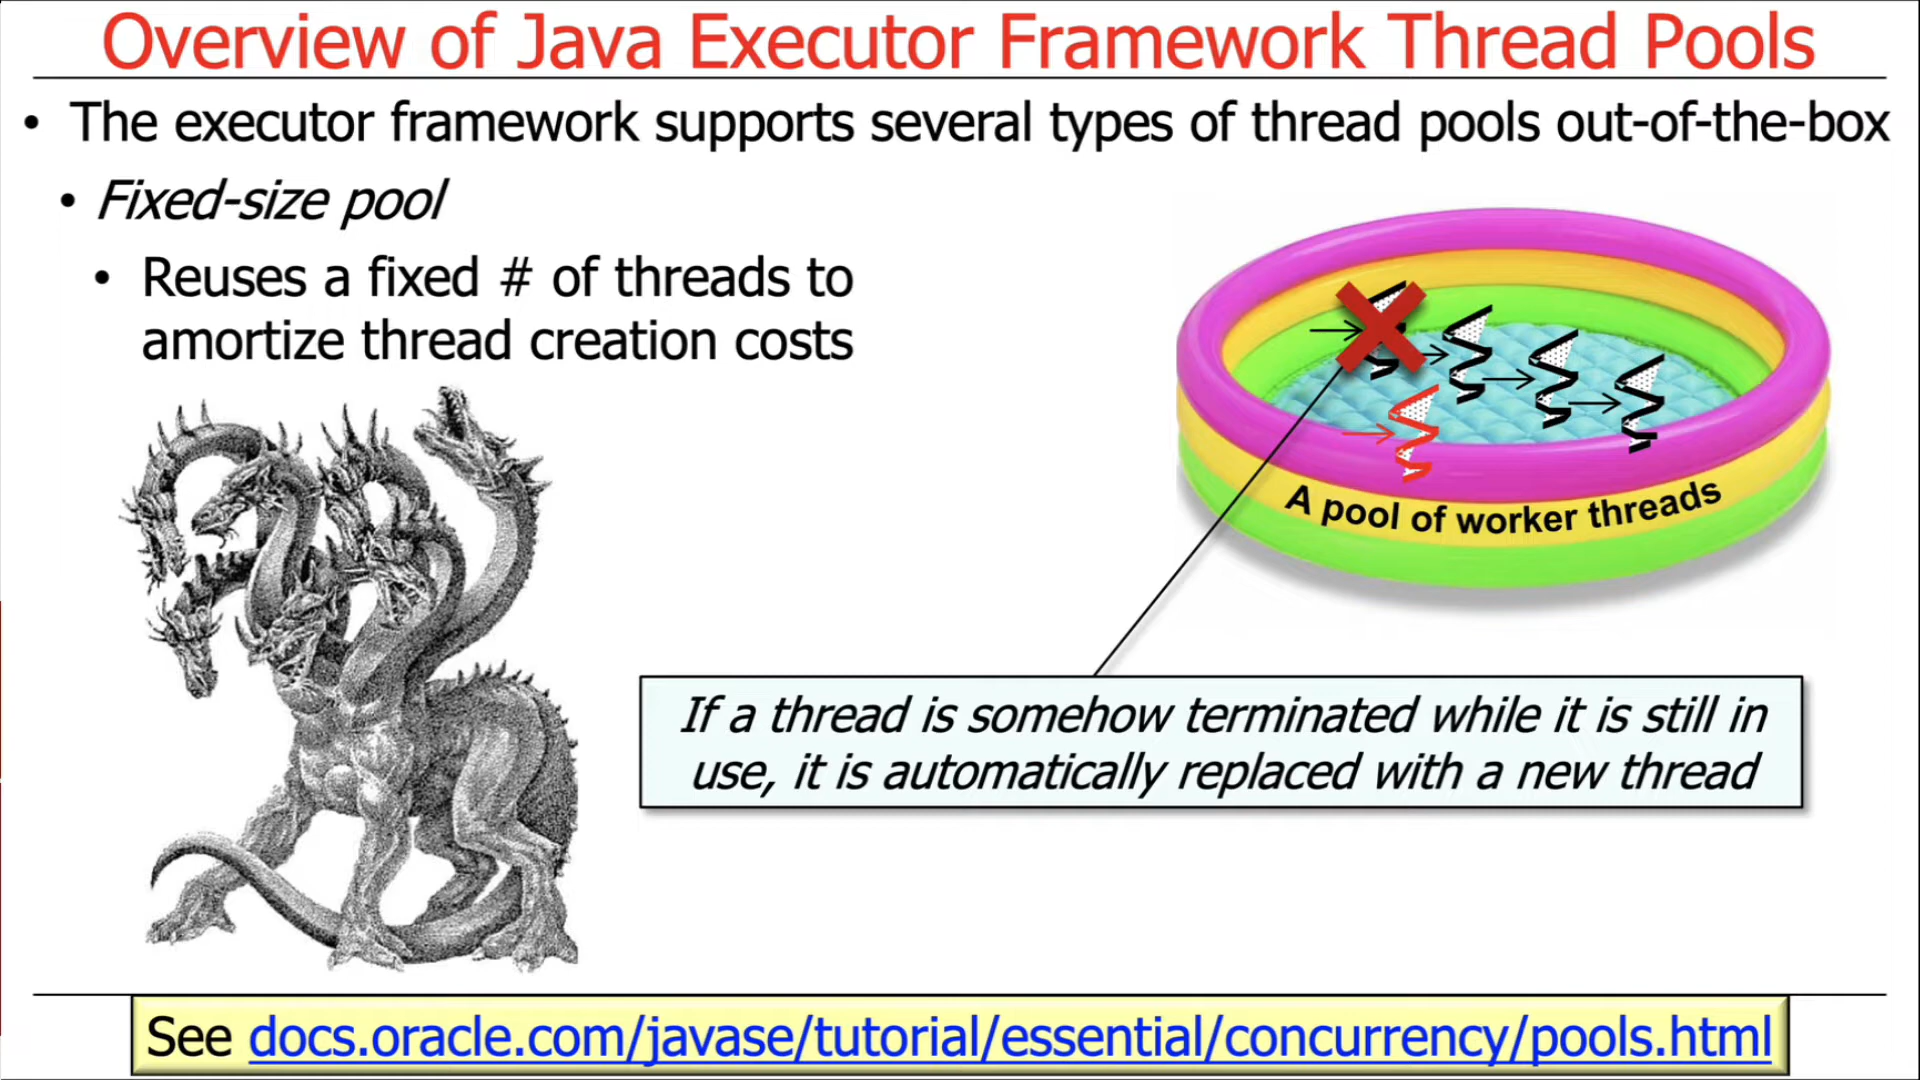 Overview of Java Executor Framework Thread Pools
• The executor framework supports several types of thread pools out-of-the-box
• Fixed-size pool
• Reuses a fixed # of threads to
amortize thread creation costs
A pool of worker threads
If a thread is somehow terminated while it is still in
use, it is automatically replaced with a new thread
See docs.oracle.com/javase/tutorial/essential/concurrency/pools.html